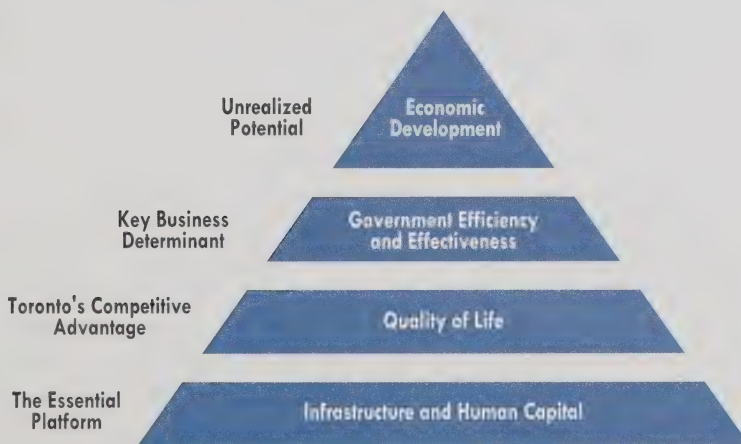 Unrealized
Potential
Economic
Development
Key Business
Determinant
Government Efficiency
and Effectiveness
Toronto's Competitive
Advantage
Quality of Life
The Essential
Platform
Infrastructure and Human Capital